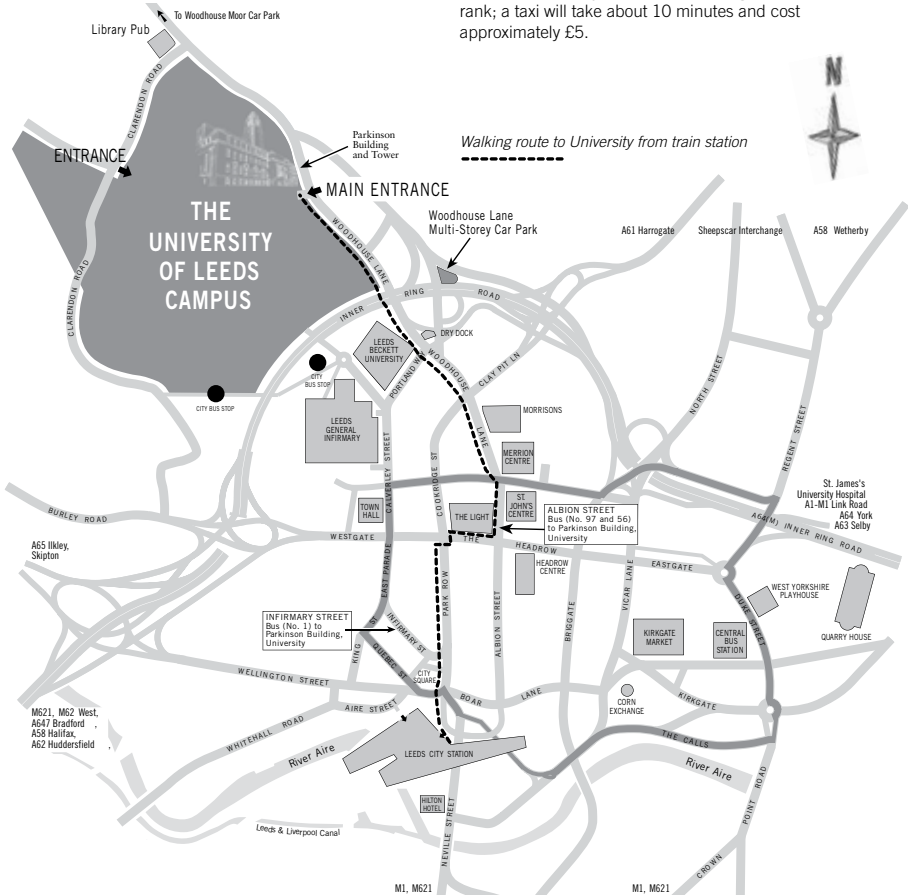 rank; a taxi will take about 10 minutes and cost
approximately £5.
To Woodhouse Moor Car Park
Library Pub
N
CLARENDON ROAD
Parkinson
Building
and Tower
Walking route to University from train station
ENTRANCE
MAIN ENTRANCE
THE
UNIVERSITY
OF LEEDS
CAMPUS
WOODHOUSE LANE
Woodhouse Lane
Multi-Storey Car Park
A61 Harrogate
Sheepscar Interchange
A58 Wetherby
CLARENDON ROAD
INNER RING ROAD
DRY DOCK
LEEDS
BECKETT
UNIVERSITY
PORTLAND W
WOODHOUSE LANE
CLAY PIT LN
CITY
BUS STOP
CITY BUS STOP
NORTH STREET
REGENT STREET
LEEDS
GENERAL
INFIRMARY
CALVERLEY STREET
COOKRIDGE ST
MORRISONS
MERRION
CENTRE
St. James's
University Hospital
A1-M1 Link Road
A64 York
A63 Selby
BURLEY ROAD
TOWN
HALL
THE LIGHT
ST.
JOHN'S
CENTRE
ALBION STREET
Bus (No. 97 and 56)
to Parkinson Building,
University
A64(M) INNER RING ROAD
WESTGATE
THE HEADROW
EASTGATE
A65 Ilkley,
Skipton
EAST PARADE
PARK ROW
HEADROW
CENTRE
ALBION STREET
BRIGGATE
VICAR LANE
DUKE STREET
WEST YORKSHIRE
PLAYHOUSE
QUARRY HOUSE
INFIRMARY STREET
Bus (No. 1) to
Parkinson Building,
University
INFIRMARY ST
KING ST
QUEBEC ST
KIRKGATE
MARKET
CENTRAL
BUS
STATION
CITY
SQUARE
WELLINGTON STREET
BOAR LANE
CORN
EXCHANGE
KIRKGATE
AIRE STREET
M621, M62 West,
A647 Bradford ,
A58 Halifax,
A62 Huddersfield ,
WHITEHALL ROAD
River Aire
LEEDS CITY STATION
THE CALLS
River Aire
HILTON
HOTEL
Leeds & Liverpool Canal
NEVILLE STREET
CROWN POINT ROAD
M1, M621
M1, M621